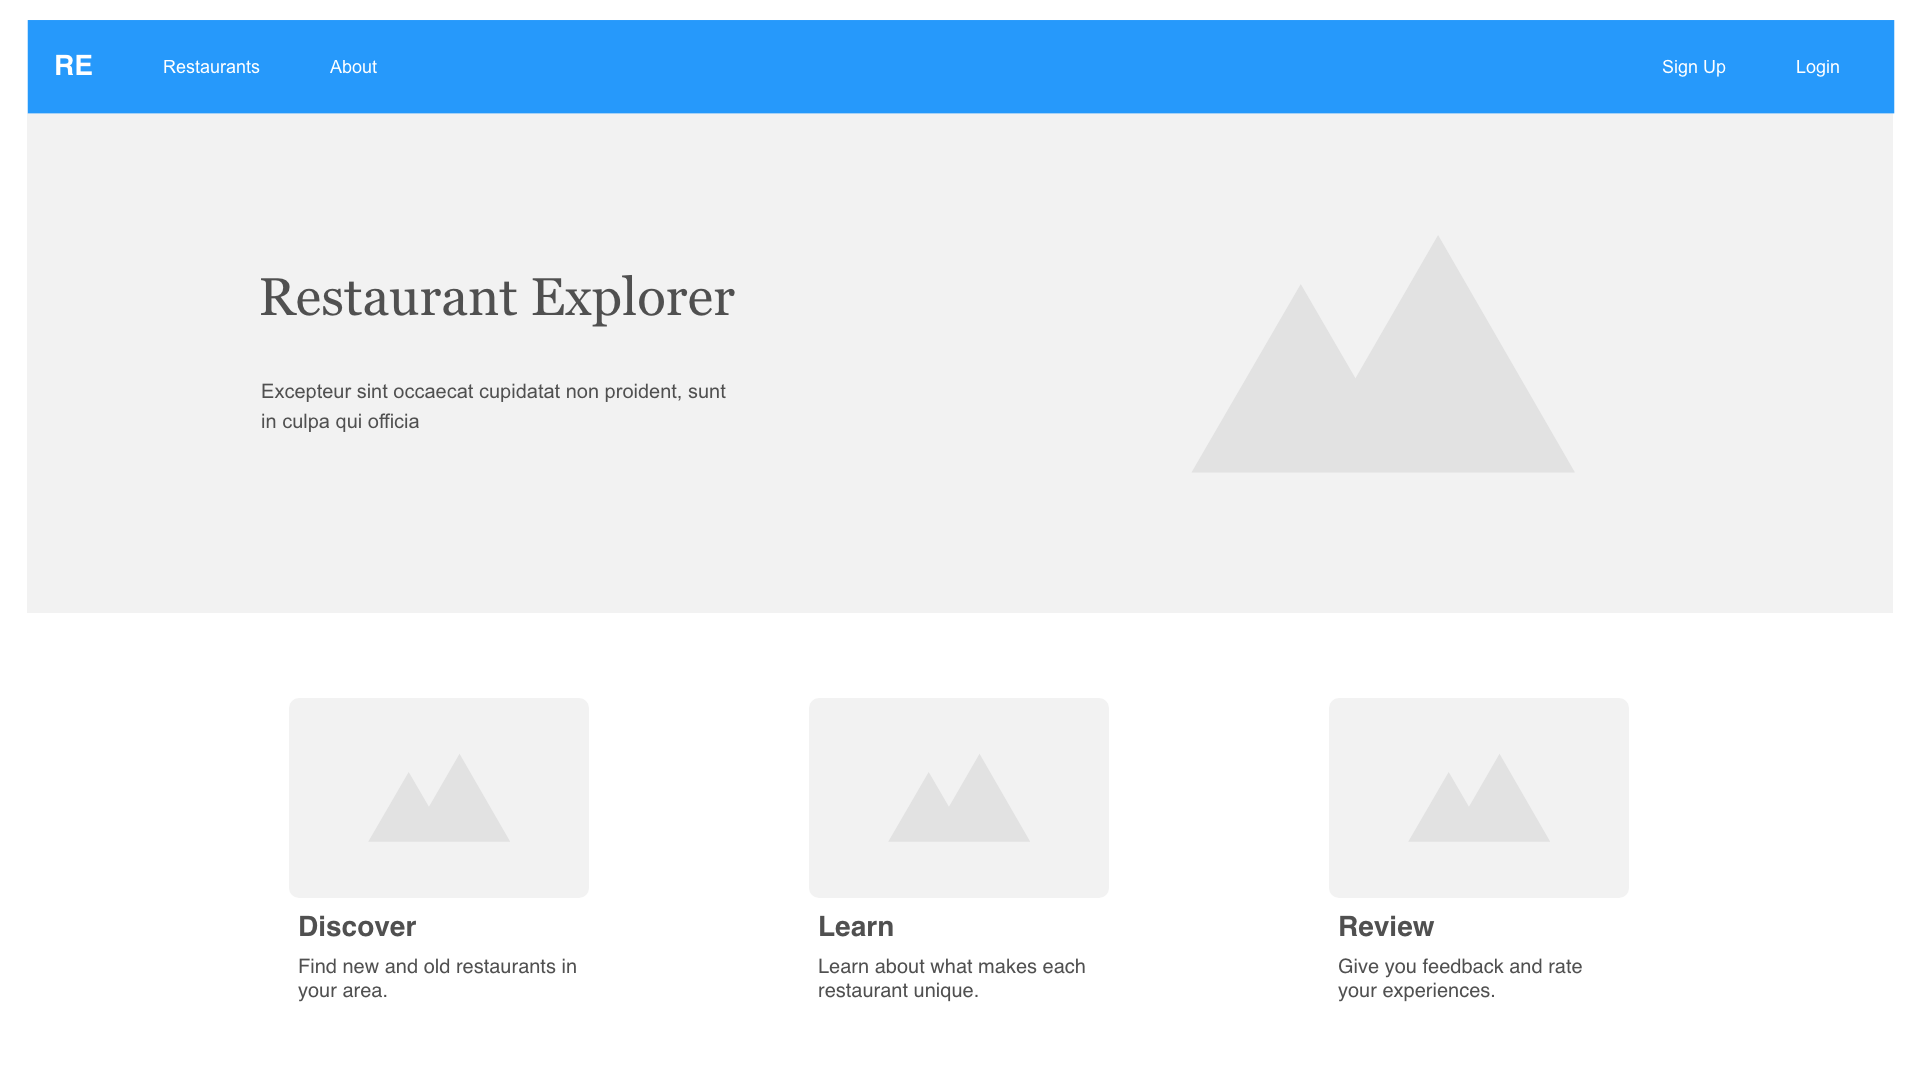 RE
Restaurants
About
Sign Up
Login
Restaurant Explorer
Excepteur sint occaecat cupidatat non proident, sunt
in culpa qui officia
Discover
Find new and old restaurants in
your area.
Learn
Learn about what makes each
restaurant unique.
Review
Give you feedback and rate
your experiences.